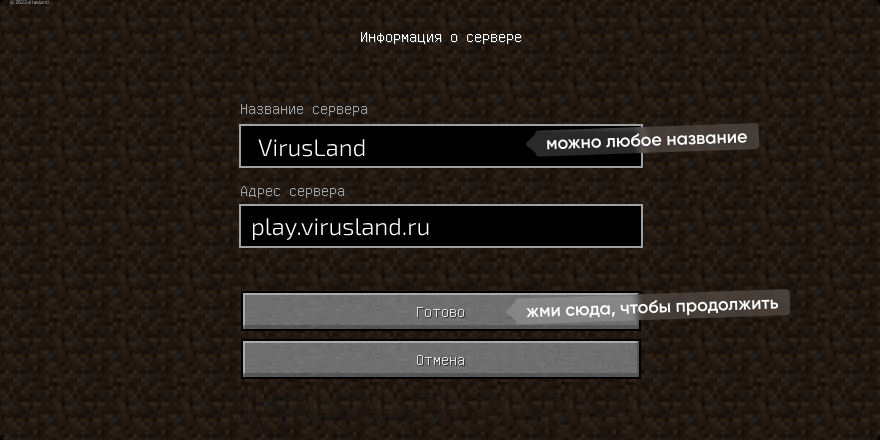 © 2023 virusland
Информация о сервере
Название сервера
VirusLand
можно любое название
Адрес сервера
play.virusland.ru
Готово
жми сюда, чтобы продолжить
Отмена